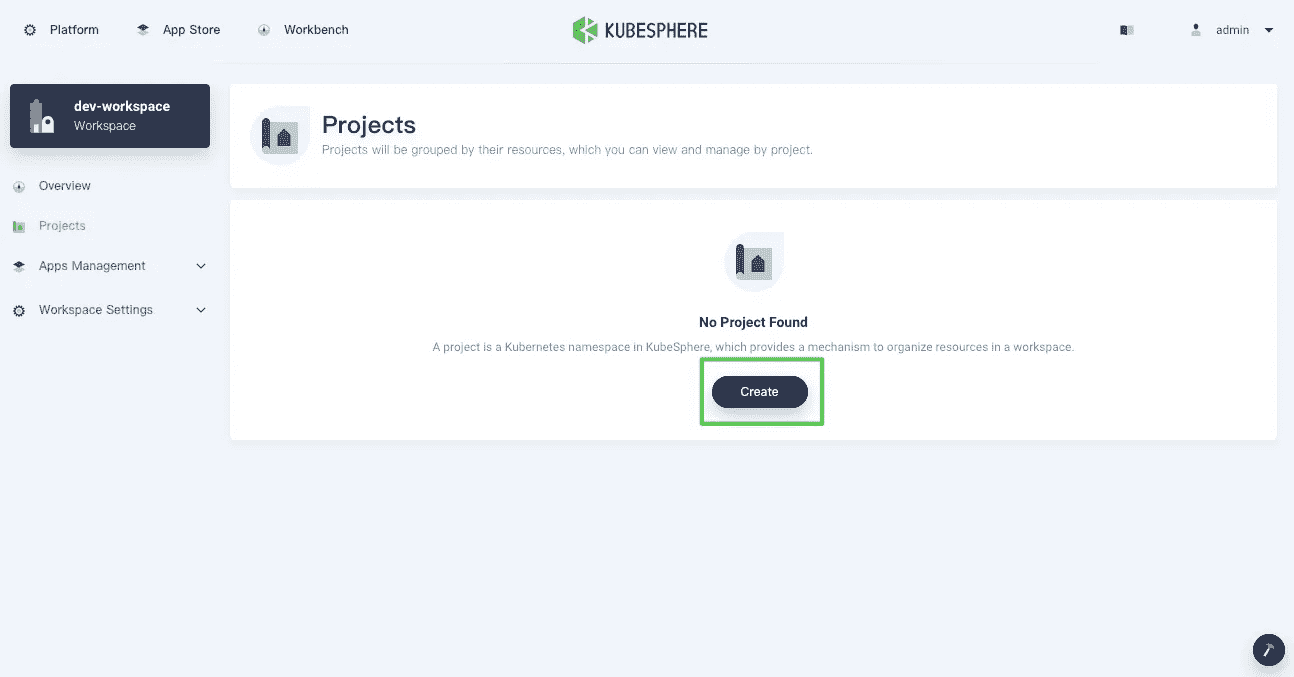 Platform
App Store
Workbench
KUBESPHERE
admin
dev-workspace
Workspace
Overview
Projects
Apps Management
Workspace Settings
Projects
Projects will be grouped by their resources, which you can view and manage by project.
No Project Found
A project is a Kubernetes namespace in KubeSphere, which provides a mechanism to organize resources in a workspace.
Create